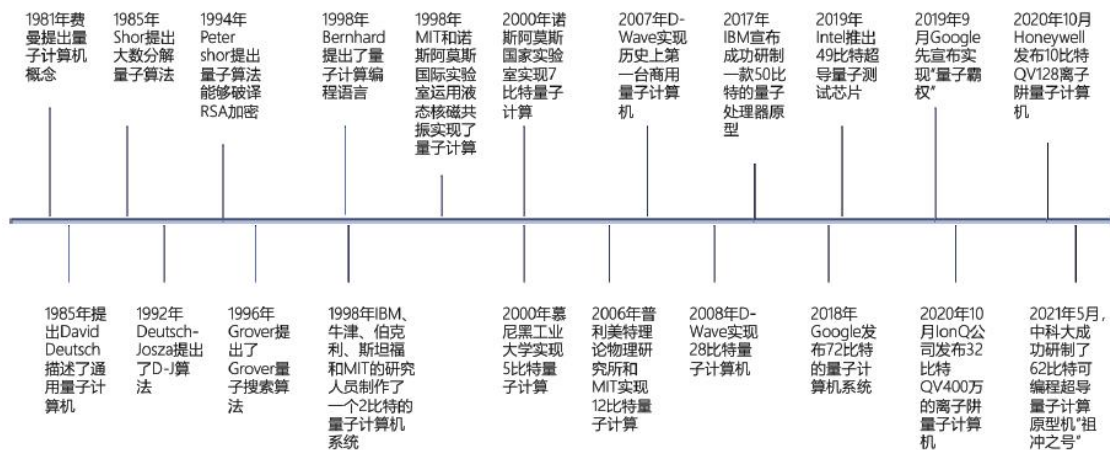 1981年费
曼提出量
子计算机
概念
1985年
Shor提出
大数分解
量子算法
1994年
Peter
shor提出
量子算法
能够破译
RSA加密
1998年
Bernhard
提出了量
子计算编
程语言
1998年
MIT和诺
斯阿莫斯
国际实验
室运用液
态核磁共
振实现了
量子计算
2000年诺
斯阿莫斯
国家实验
室实现7
比特量子
计算
2007年D-
Wave实现
历史上第
一台商用
量子计算
机
2017年
IBM宣布
成功研制
一款50比
特的量子
处理器原
型
2019年
Intel推出
49比特超
导量子测
试芯片
2019年9
月Google
先宣布实
现“量子霸
权”
2020年10月
Honeywell
发布10比特
QV128离子
阱量子计算
机
1985年提
出David
Deutsch
描述了通
用量子计
算机
1992年
Deutsch-
Josza提出
了D-J算
法
1996年
Grover提
出了
Grover量
子搜索算
法
1998年IBM、
牛津、伯克
利、斯坦福
和MIT的研究
人员制作了
一个2比特的
量子计算机
系统
2000年慕
尼黑工业
大学实现
5比特量
子计算
2006年普
利美特理
论物理研
究所和
MIT实现
12比特量
子计算
2008年D-
Wave实现
28比特量
子计算机
2018年
Google发
布72比特
的量子计
算机系统
2020年10
月IonQ公
司发布32
比特
QV400万
的离子阱
量子计算
机
2021年5月,
中科大成
功研制了
62比特可
编程超导
量子计算
原型机“祖
冲之号”